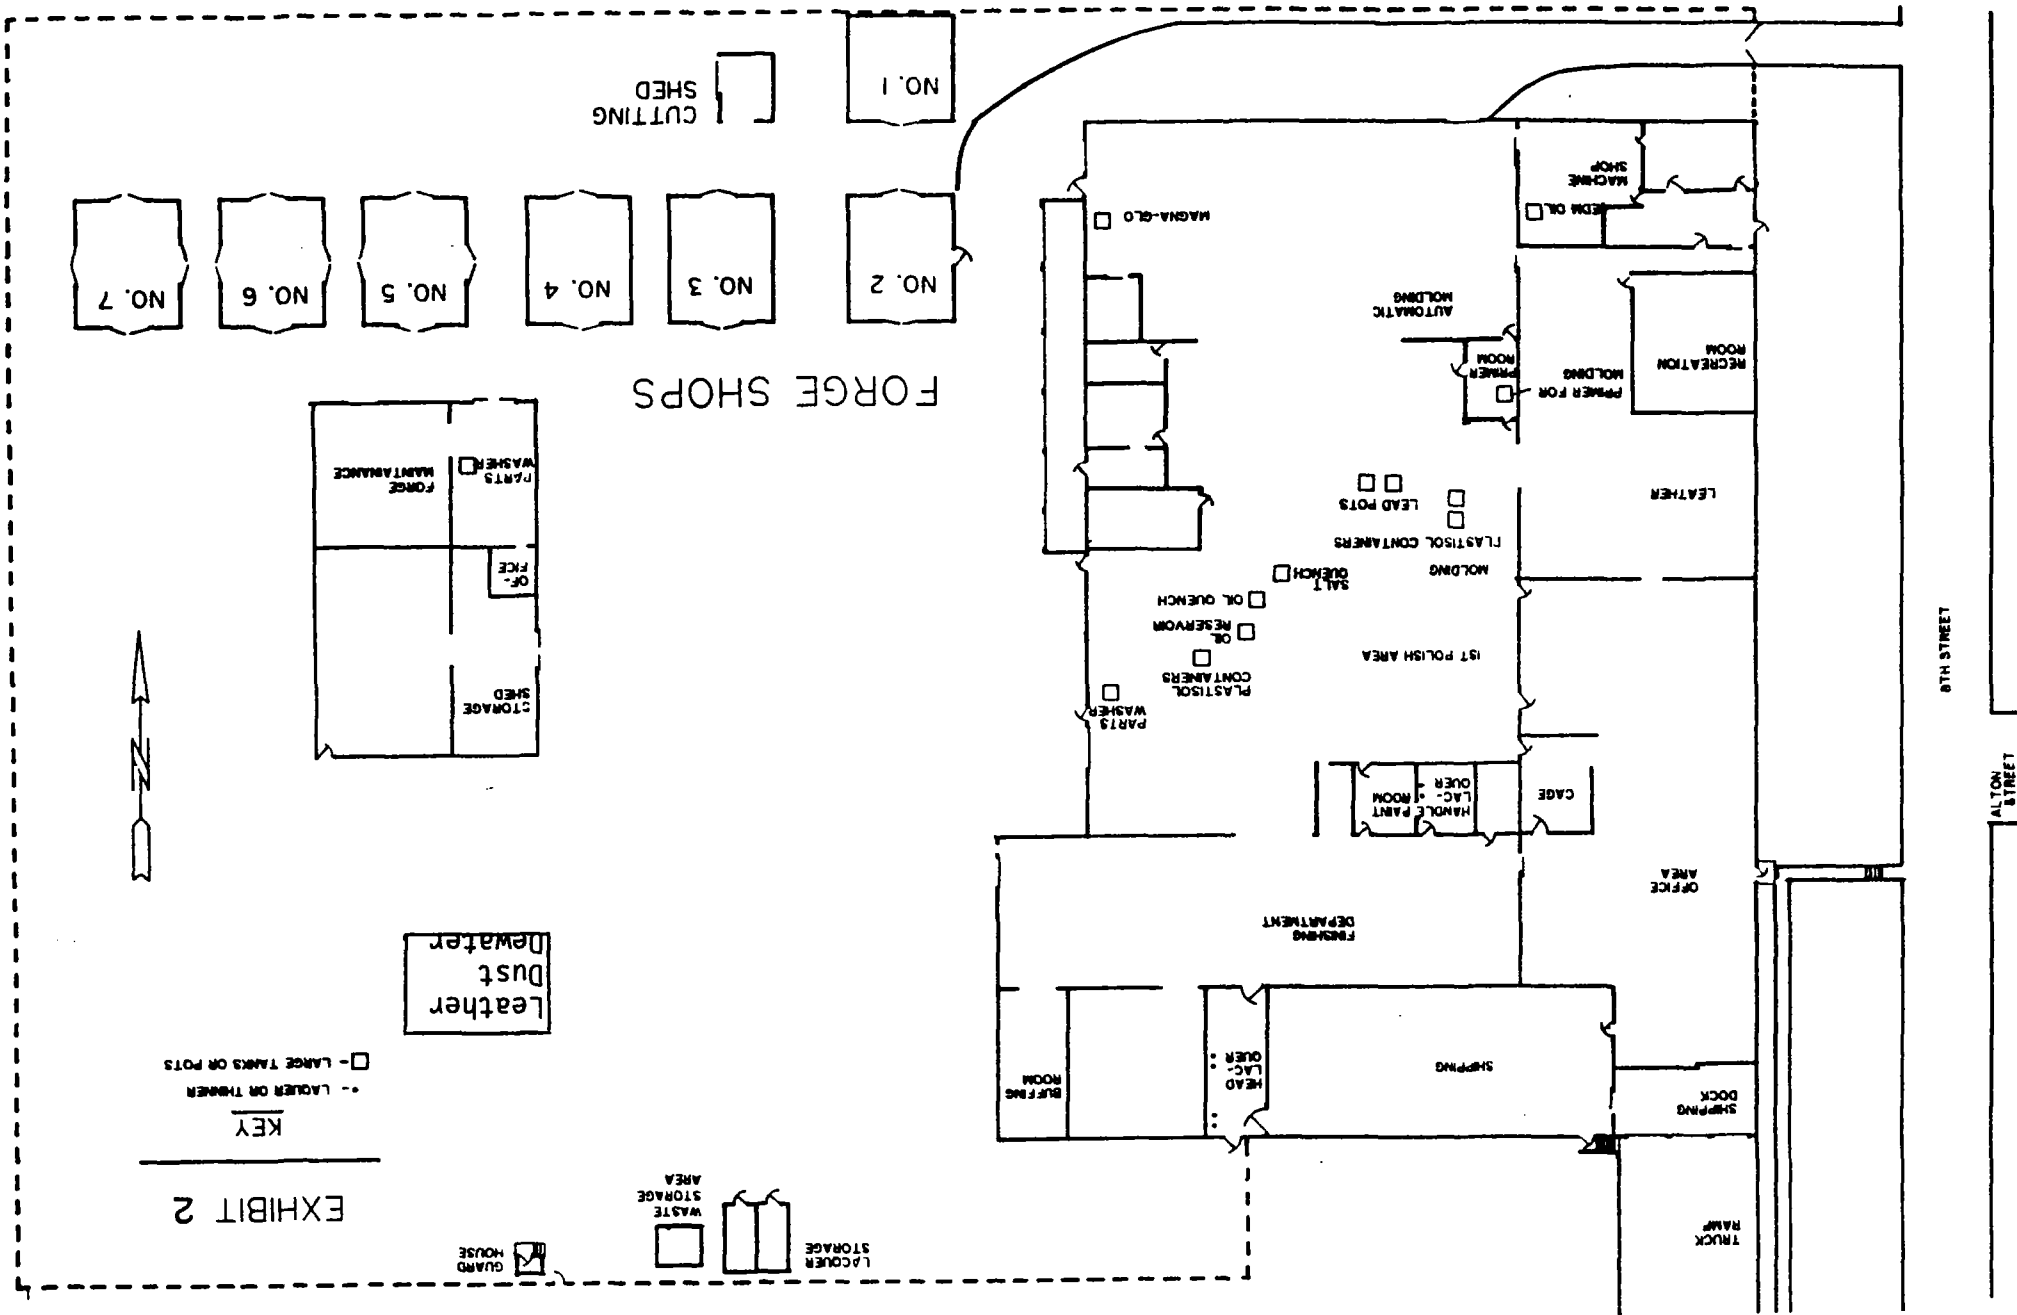 TRUCK
RAMP
LACQUER
STORAGE
GUARD
HOUSE
WASTE
STORAGE
AREA
EXHIBIT 2
KEY
•- LAQUER OR THINNER
□- LARGE TANKS OR POTS
SHIPPING
DOCK
SHIPPING
HEAD
LAC-
QUER
BUFFING
ROOM
Leather
Dust
Dewater
FINISHING
DEPARTMENT
OFFICE
AREA
ALTON
STREET
HANDLE
LAC-
QUER
PAINT
ROOM
CAGE
N
PARTS
WASHER
STORAGE
SHED
PLASTISOL
CONTAINERS
1ST POLISH AREA
8TH STREET
OIL
RESERVOIR
OIL QUENCH
SALT
QUENCH
OF-
FICE
MOLDING
PLASTISOL CONTAINERS
LEAD POTS
LEATHER
FORGE
MAINTAINANCE
PARTS
WASHER
PRIMER FOR
MOLDING
PRIMER
ROOM
RECREATION
ROOM
FORGE SHOPS
AUTOMATIC
MOLDING
NO. 2
NO. 3
NO. 4
NO. 5
NO. 6
NO. 7
MAGNA-GLO
EDM OIL
MACHINE
SHOP
CUTTING
SHED
NO. 1